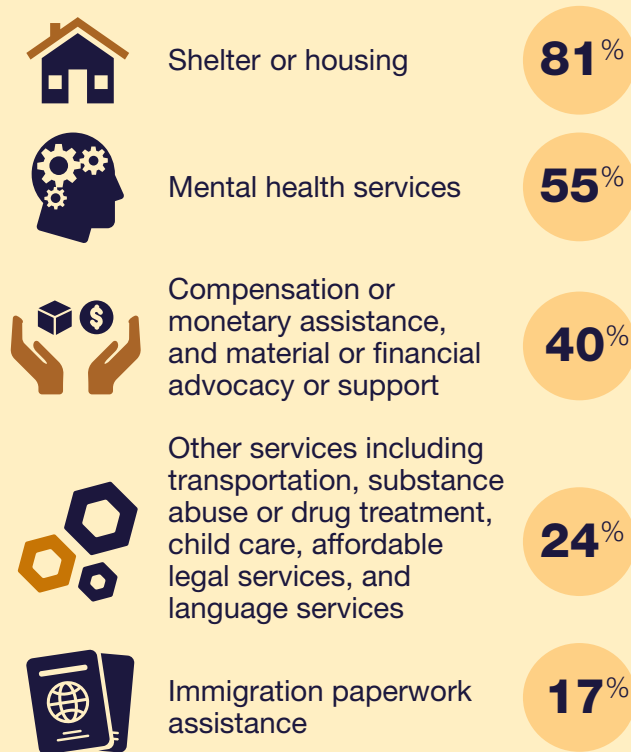 Shelter or housing
81%
Mental health services
55%
Compensation or
monetary assistance,
and material or financial
advocacy or support
40%
Other services including
transportation, substance
abuse or drug treatment,
child care, affordable
legal services, and
language services
24%
Immigration paperwork
assistance
17%